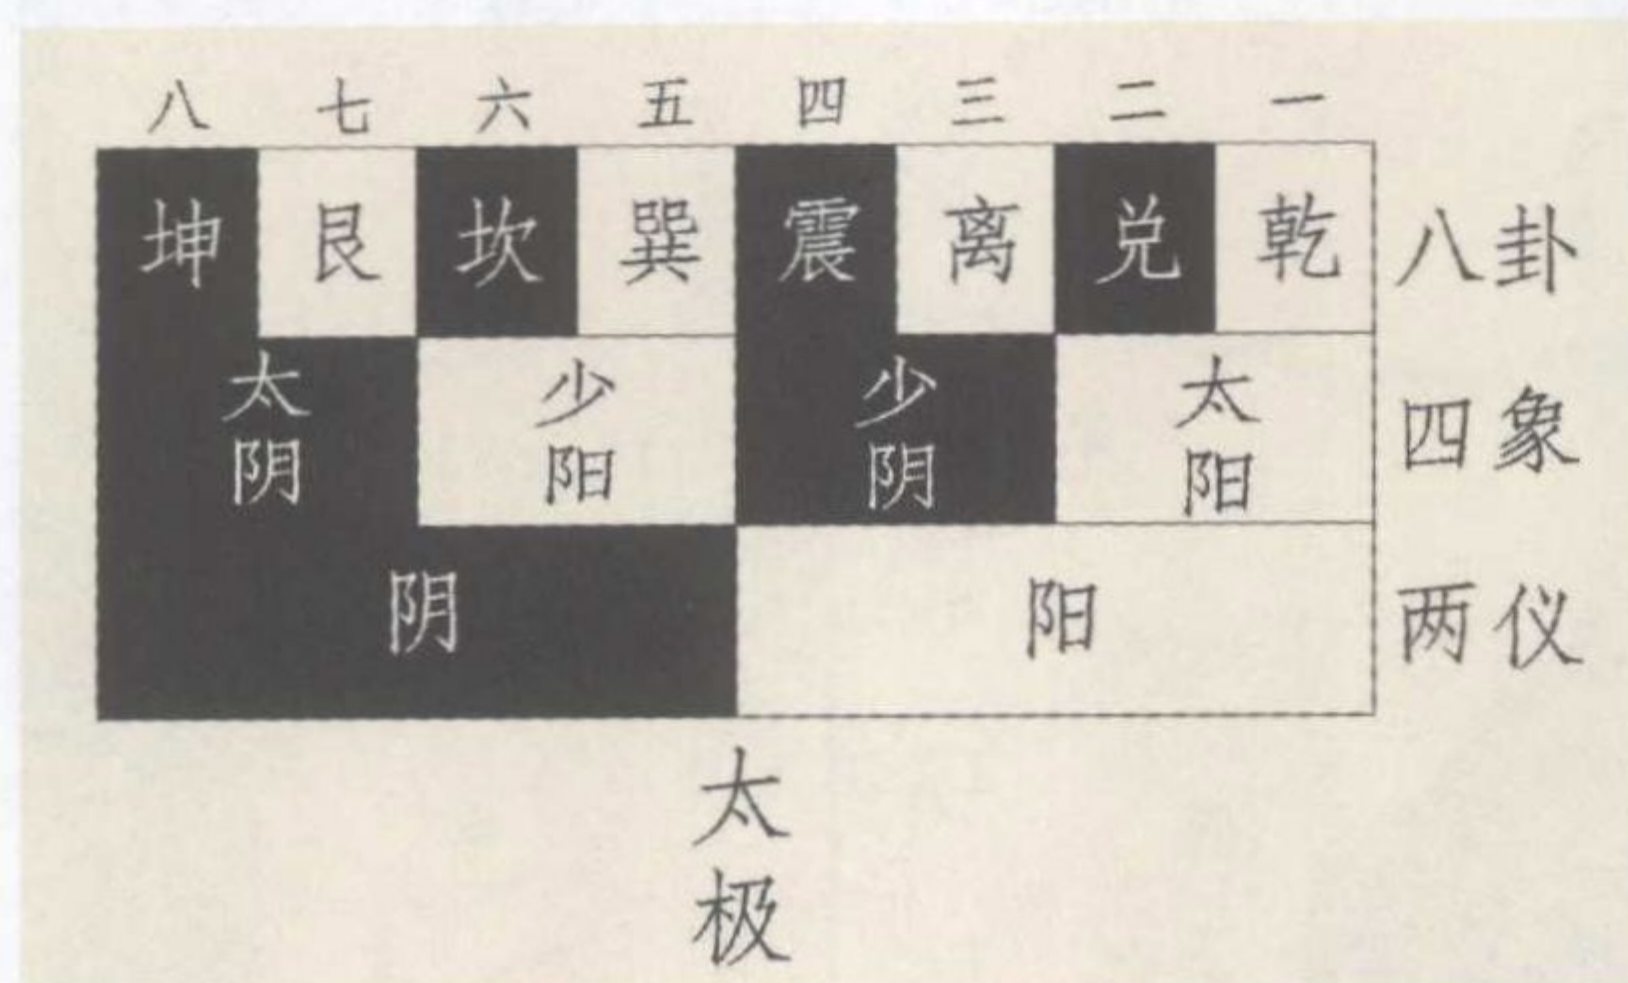 八 七 六 五 四 三 二 一
坤 艮 坎 巽 震 离 兑 乾 八卦
太阴 少阳 少阴 太阳 四象
阴 阳 两仪
太极